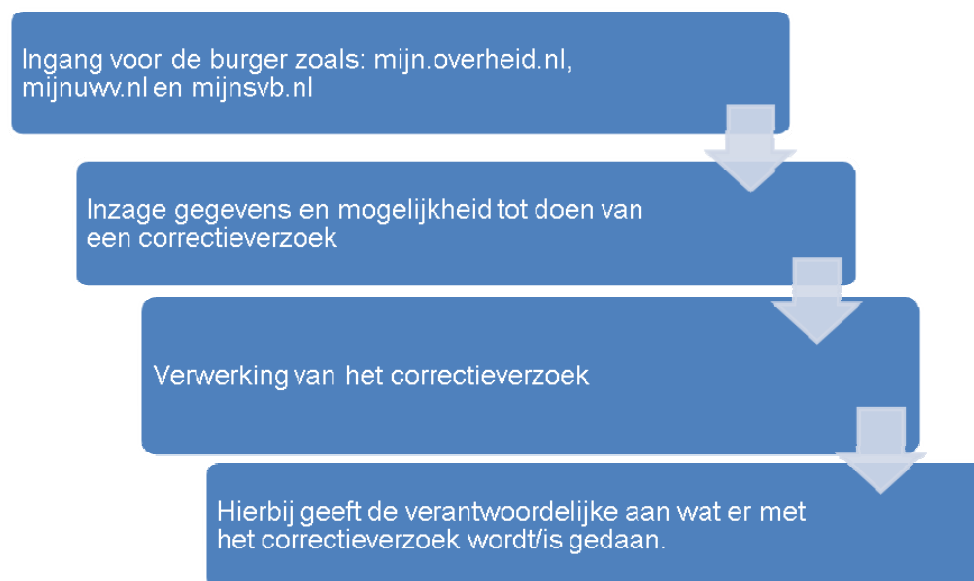 Ingang voor de burger zoals: mijn.overheid.nl,
mijnuwv.nl en mijnsvb.nl
Inzage gegevens en mogelijkheid tot doen van
een correctieverzoek
Verwerking van het correctieverzoek
Hierbij geeft de verantwoordelijke aan wat er met
het correctieverzoek wordt/is gedaan.